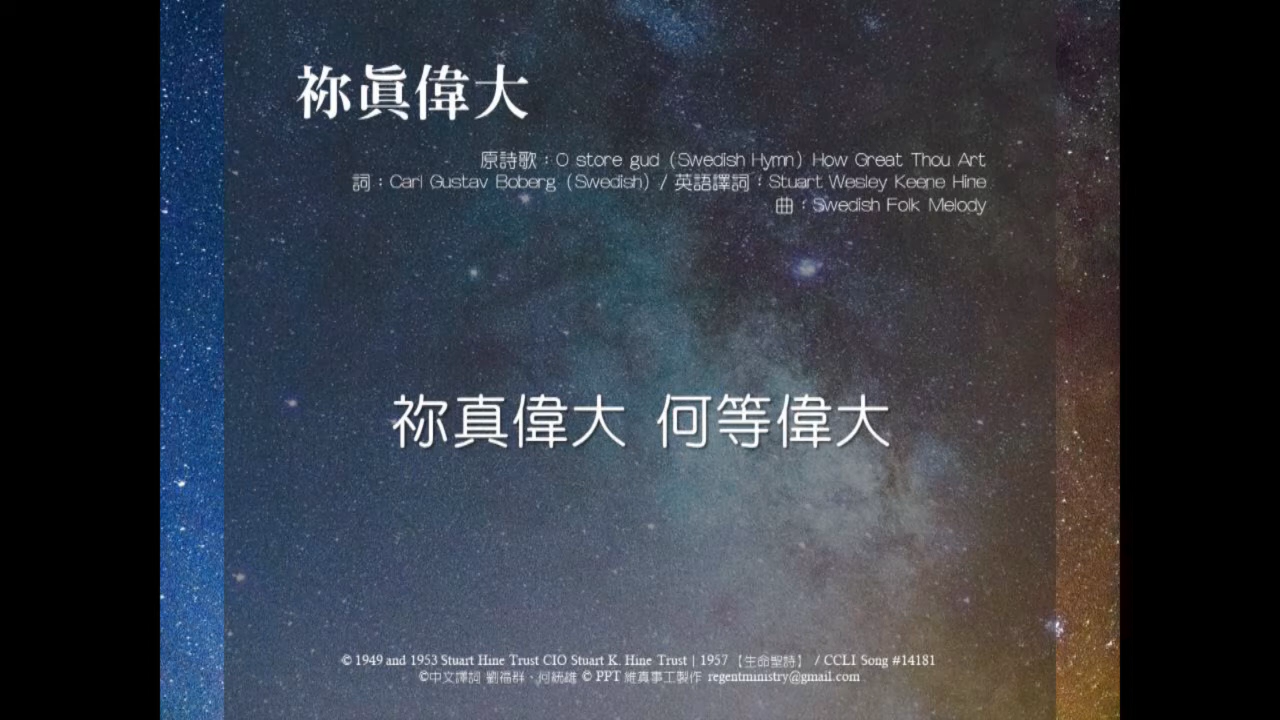 祢眞偉大
原詩歌：O store gud（Swedish Hymn）How Great Thou Art
詞：Carl Gustav Boberg（Swedish）/ 英語譯詞：Stuart Wesley Keene Hine
曲：Swedish Folk Melody
祢真偉大 何等偉大
© 1949 and 1953 Stuart Hine Trust CIO Stuart K. Hine Trust | 1957 【生命聖詩】 / CCLI Song #14181
©中文譯詞 劉福群、何統雄 © PPT 維真事工製作 regentministry@gmail.com